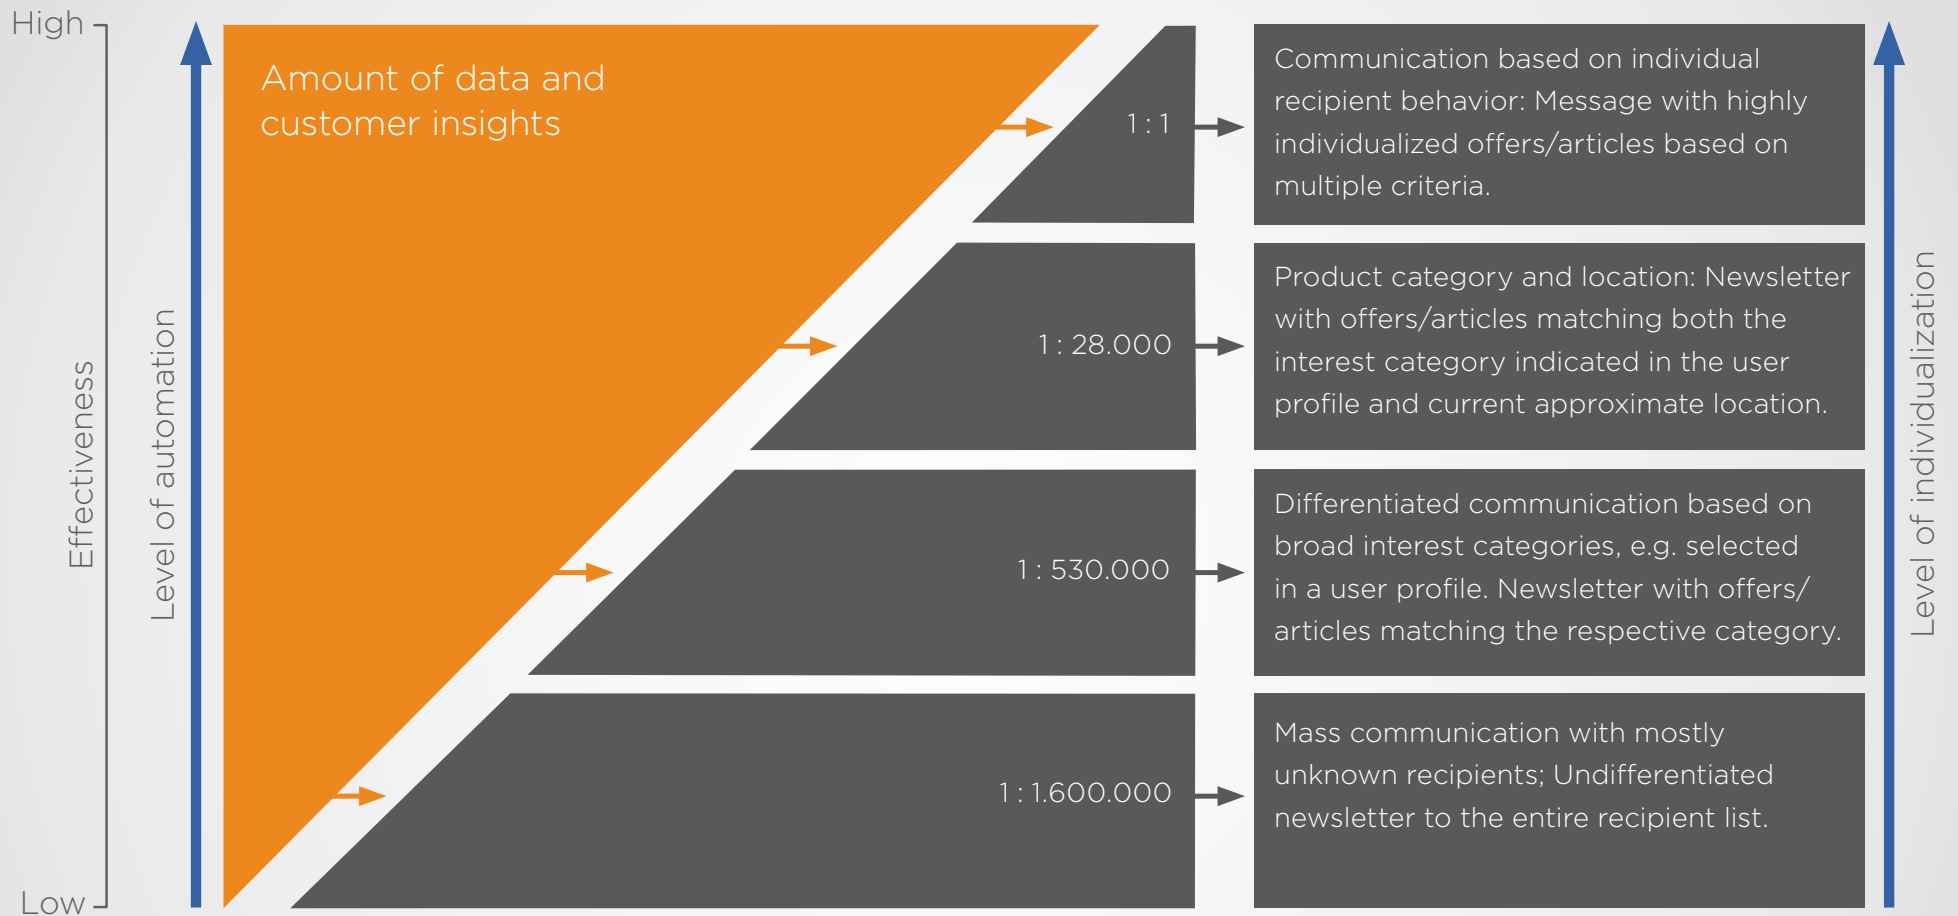 High
Amount of data and
customer insights
1 : 1
Communication based on individual
recipient behavior: Message with highly
individualized offers/articles based on
multiple criteria.
1 : 28.000
Product category and location: Newsletter
with offers/articles matching both the
interest category indicated in the user
profile and current approximate location.
Effectiveness
Level of automation
Level of individualization
1 : 530.000
Differentiated communication based on
broad interest categories, e.g. selected
in a user profile. Newsletter with offers/
articles matching the respective category.
1 : 1.600.000
Mass communication with mostly
unknown recipients; Undifferentiated
newsletter to the entire recipient list.
Low